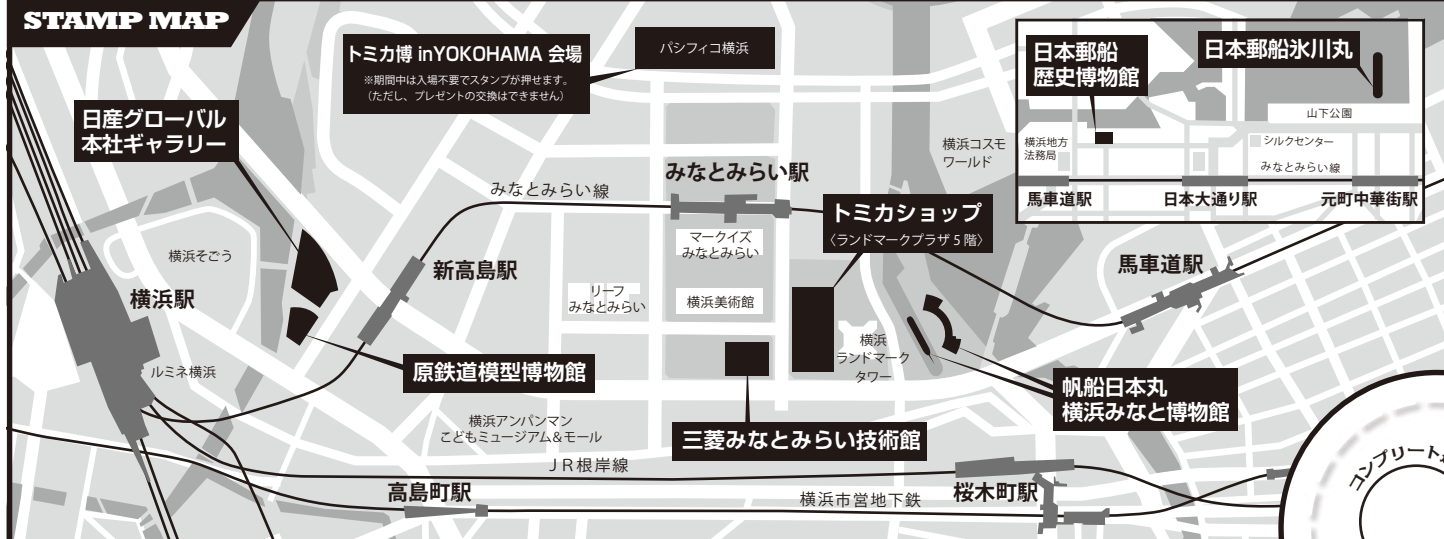 STAMP MAP
トミカ博 inYOKOHAMA 会場
※期間中は入場不要でスタンプが押せます。
(ただし、プレゼントの交換はできません)
パシフィコ横浜
日産グローバル
本社ギャラリー
横浜そごう
横浜駅
ルミネ横浜
原鉄道模型博物館
新高島駅
みなとみらい線
みなとみらい駅
マークイズ
みなとみらい
リーフ
みなとみらい
横浜美術館
トミカショップ
〈ランドマークプラザ5階〉
横浜コスモ
ワールド
横浜
ランドマーク
タワー
馬車道駅
帆船日本丸
横浜みなと博物館
三菱みなとみらい技術館
横浜アンパンマン
こどもミュージアム&モール
JR根岸線
高島町駅
横浜市営地下鉄
桜木町駅
日本郵船
歴史博物館
日本郵船氷川丸
山下公園
横浜地方
法務局
シルクセンター
みなとみらい線
馬車道駅
日本大通り駅
元町中華街駅
コンプリート